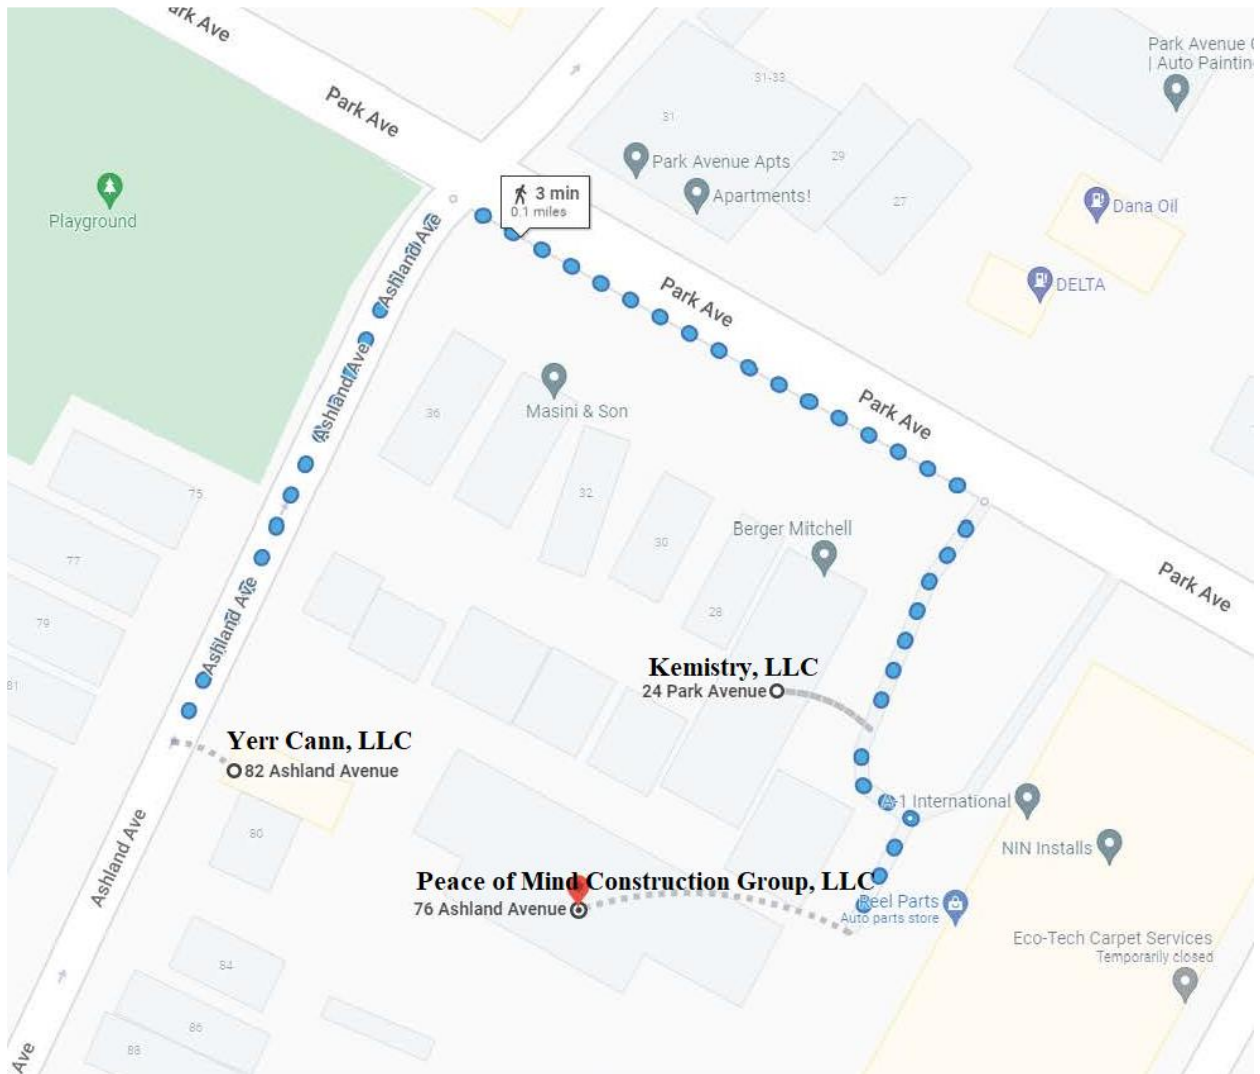 Park Ave
Park Ave
Park Avenue
| Auto Paintin
31-33
31
Park Avenue Apts
Apartments!
29
27
3 min
0.1 miles
Playground
Dana Oil
DELTA
Ashland Ave
Park Ave
Ashland Ave
Park Ave
36
Masini & Son
75
32
Berger Mitchell
30
77
Park Ave
28
79
Ashland Ave
81
Kemistry, LLC
24 Park Avenue
Yerr Cann, LLC
82 Ashland Avenue
A-1 International
80
NIN Installs
Ashland Ave
Peace of Mind Construction Group, LLC
76 Ashland Avenue
Reel Parts
Auto parts store
Eco-Tech Carpet Services
Temporarily closed
84
86
88
Ave